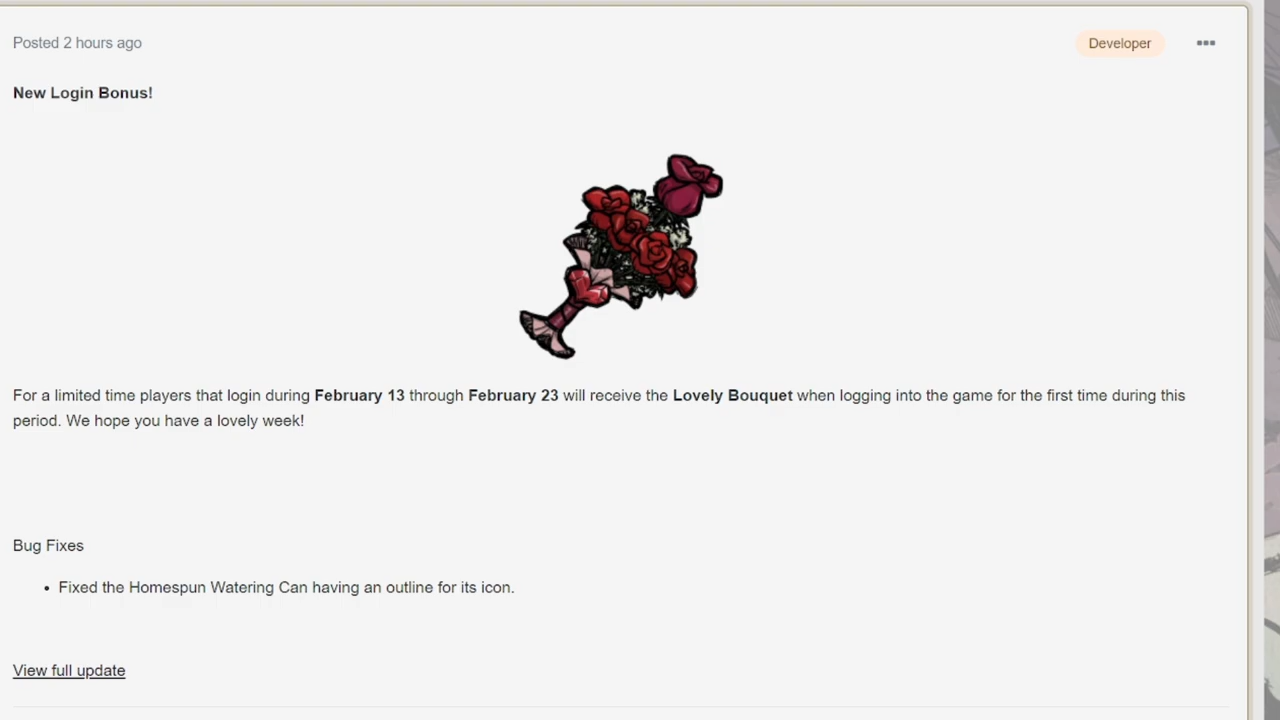 Posted 2 hours ago
Developer
New Login Bonus!
For a limited time players that login during February 13 through February 23 will receive the Lovely Bouquet when logging into the game for the first time during this
period. We hope you have a lovely week!
Bug Fixes
• Fixed the Homespun Watering Can having an outline for its icon.
View full update